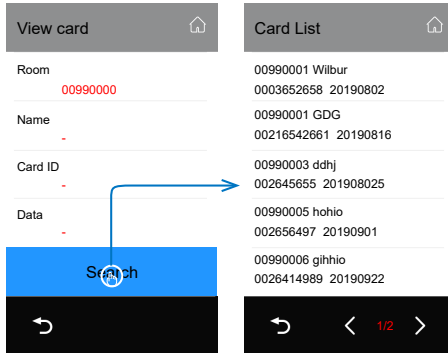 View card
Room
00990000
Name
-
Card ID
-
Data
-
Search
Card List
00990001 Wilbur
0003652658 20190802
00990001 GDG
00216542661 20190816
00990003 ddhj
002645655 201908025
00990005 hohio
002656497 20190901
00990006 gihhio
0026414989 20190922
1/2